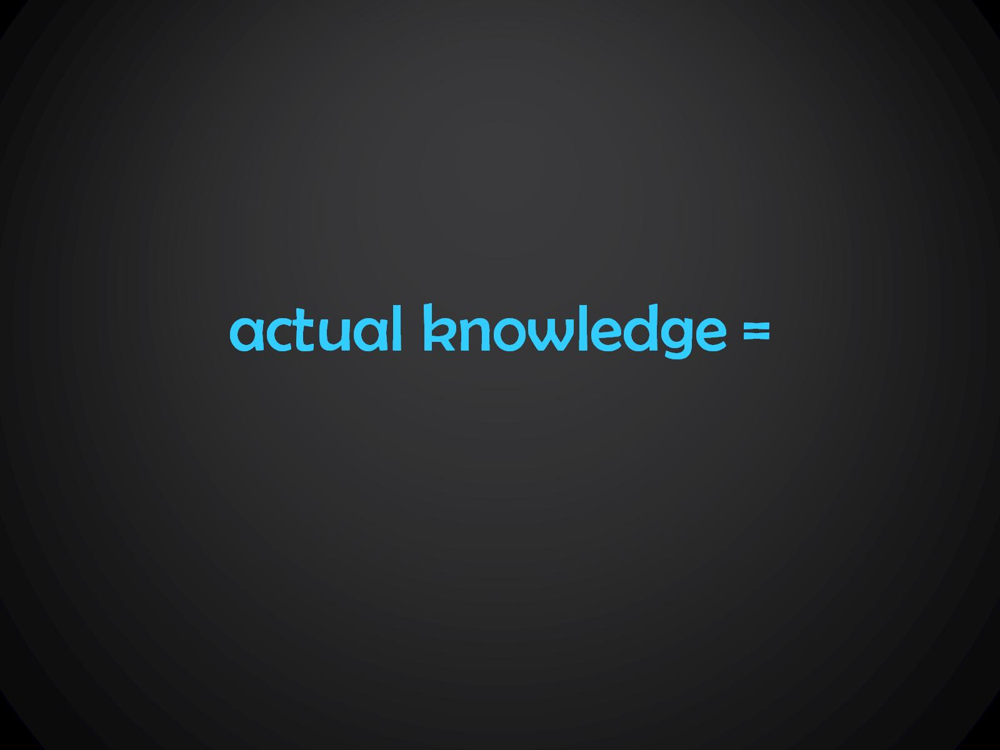 actual knowledge =